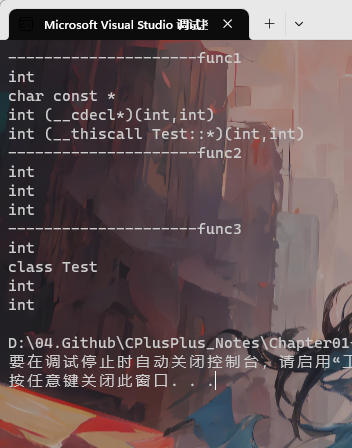 Microsoft Visual Studio 调试
---------------------func1
int
char const *
int (__cdecl*)(int,int)
int (__thiscall Test::*)(int,int)
---------------------func2
int
int
int
---------------------func3
int
class Test
int
int
D:\04.Github\CPlusPlus_Notes\Chapter01
要在调试停止时自动关闭控制台，请启用“工
按任意键关闭此窗口. . .